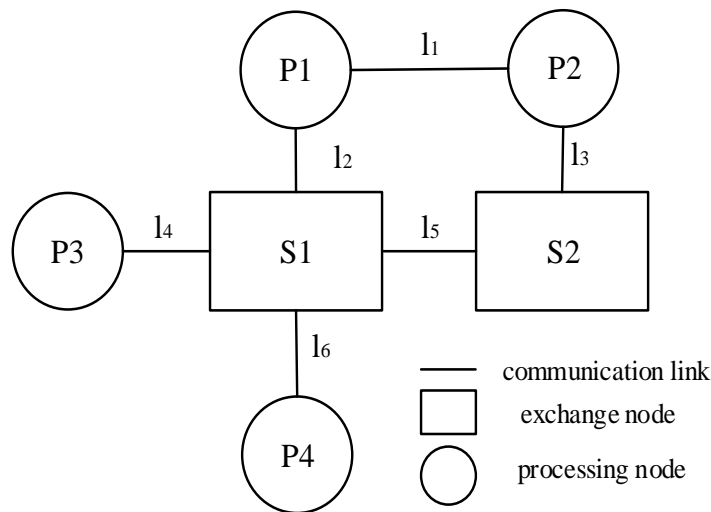 l1
P1
P2
l2
l3
P3
l4
S1
l5
S2
l6
P4
communication link
exchange node
processing node